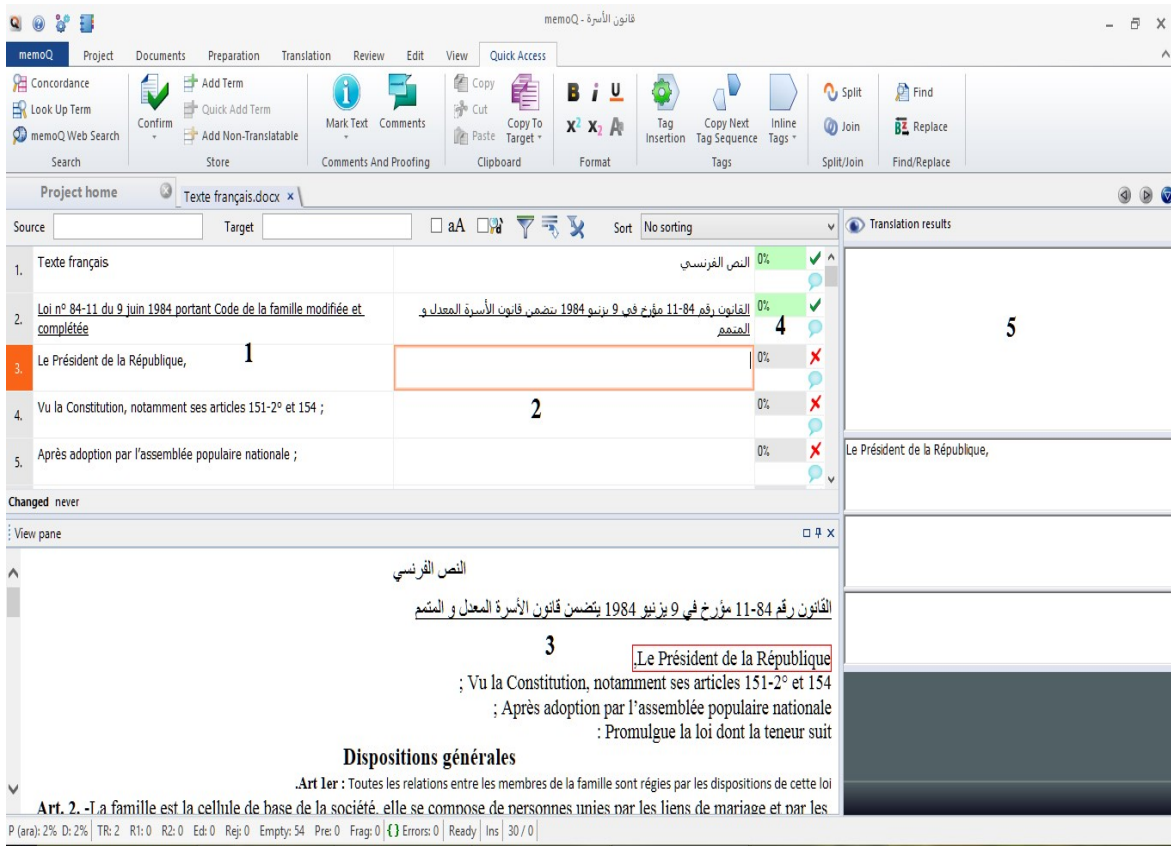 قانون الأسرة - memoQ
memoQ Project Documents Preparation Translation Review Edit View Quick Access
Concordance
Look Up Term
memoQ Web Search
Search
Confirm
Add Term
Quick Add Term
Add Non-Translatable
Store
Mark Text Comments
Comments And Proofing
Copy
Cut
Paste
Copy To Target
Clipboard
B i U
X² X₂ A
Format
Tag Insertion
Copy Next Tag Sequence
Inline Tags
Tags
Split
Join
Split/Join
Find
Replace
Find/Replace
Project home Texte français.docx x
Source Target aA Sort No sorting
1. Texte français النص الفرنسي 0%
2. Loi nº 84-11 du 9 juin 1984 portant Code de la famille modifiée et
complétée
القانون رقم 84-11 مؤرخ في 9 يزنيو 1984 يتضمن قانون الأسرة المعدل و
المتمم
0%
4
3. Le Président de la République, 0%
1
4. Vu la Constitution, notamment ses articles 151-2° et 154 ; 0%
2
5. Après adoption par l’assemblée populaire nationale ; 0%
Changed never
Translation results
5
Le Président de la République,
View pane
النص الفرنسي
القانون رقم 84-11 مؤرخ في 9 يزنيو 1984 يتضمن قانون الأسرة المعدل و المتمم
3
,Le Président de la République
; Vu la Constitution, notamment ses articles 151-2° et 154
; Après adoption par l’assemblée populaire nationale
: Promulgue la loi dont la teneur suit
Dispositions générales
.Art 1er : Toutes les relations entre les membres de la famille sont régies par les dispositions de cette loi
Art. 2. -La famille est la cellule de base de la société, elle se compose de personnes unies par les liens de mariage et par les
P (ara): 2% D: 2% TR: 2 R1: 0 R2: 0 Ed: 0 Rej: 0 Empty: 54 Pre: 0 Frag: 0 {} Errors: 0 Ready Ins 30 / 0